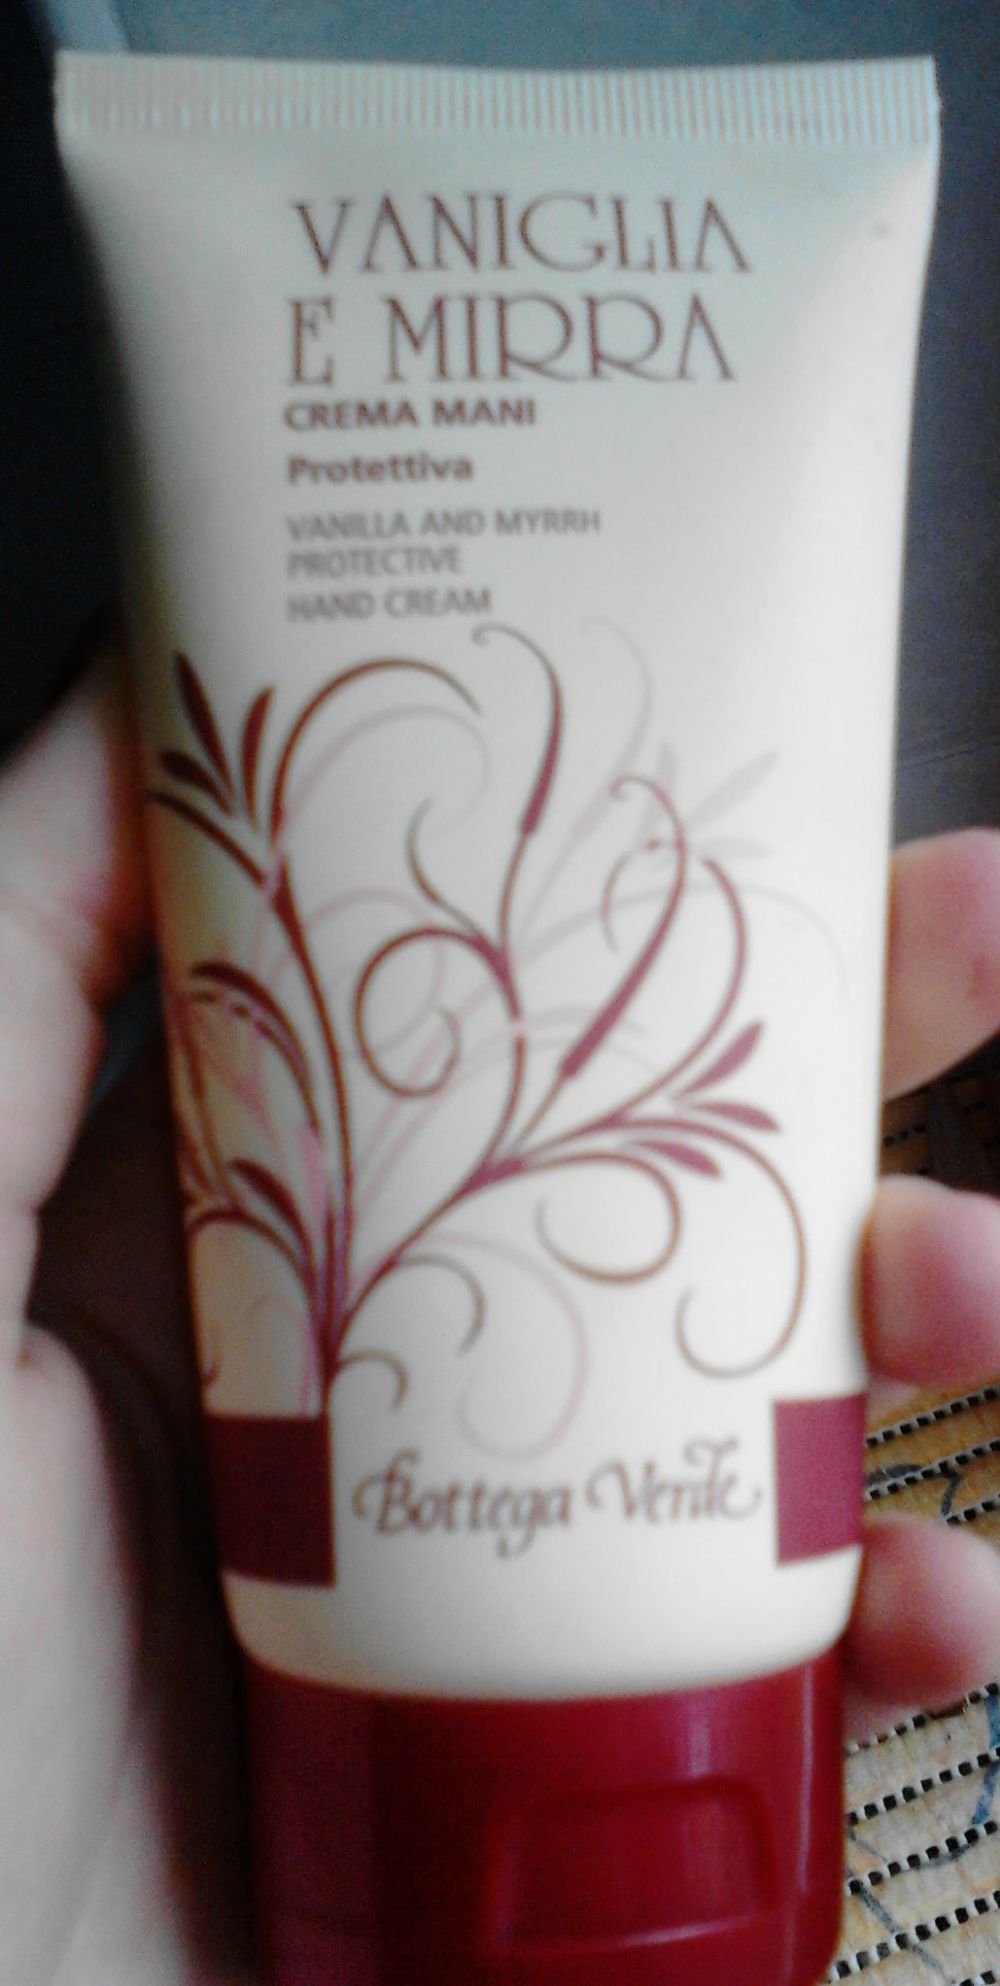 VANIGLIA
E MIRRA
CREMA MANI
Protettiva
VANILLA AND MYRRH
PROTECTIVE
HAND CREAM
Bottega Verde